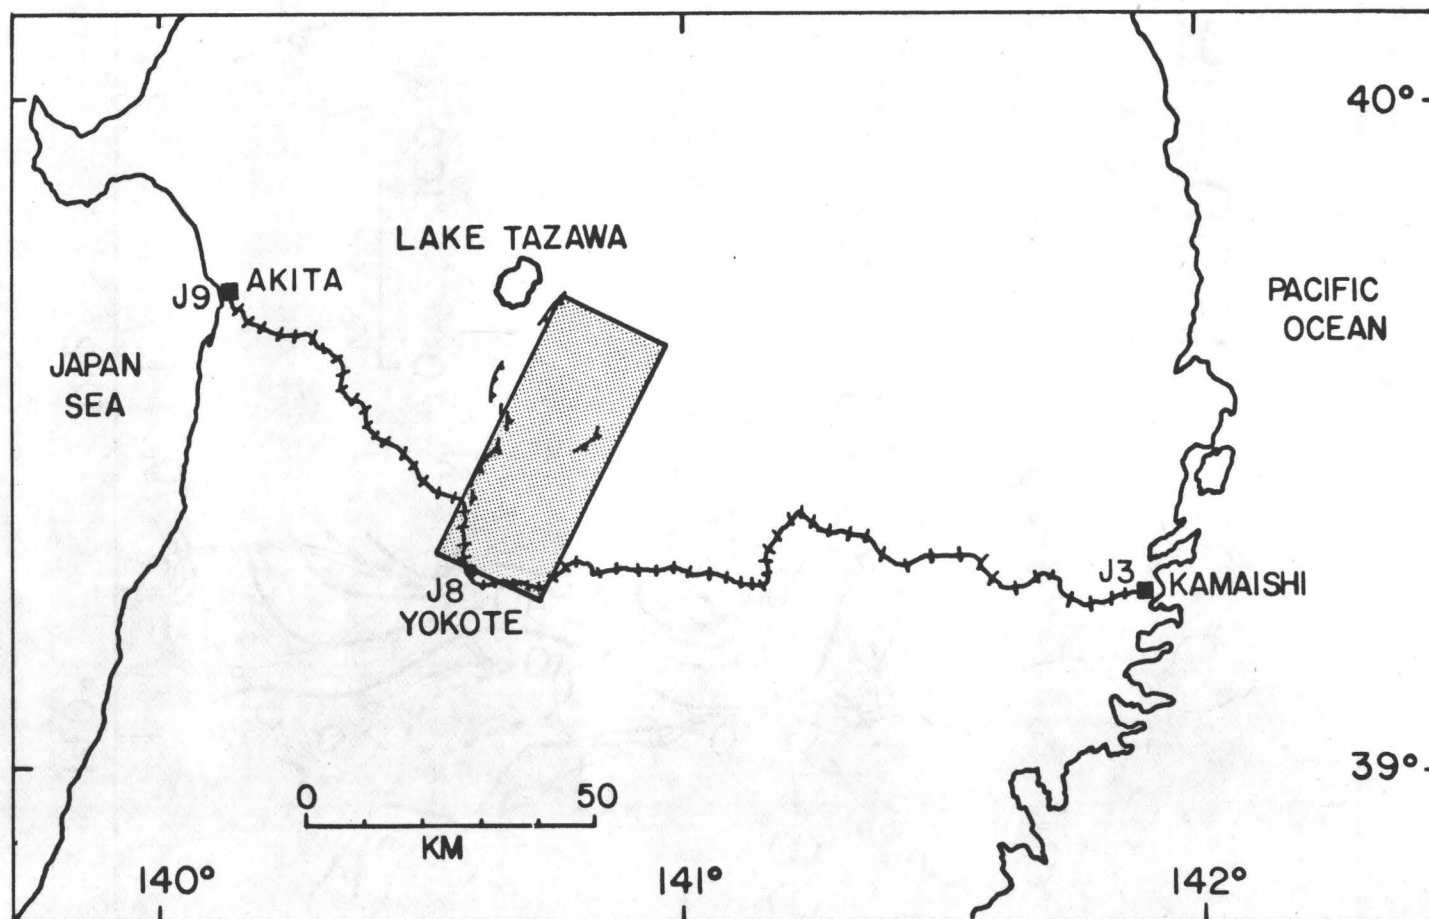 40°
LAKE TAZAWA
J9
AKITA
PACIFIC
OCEAN
JAPAN
SEA
J8
YOKOTE
J3
KAMAISHI
39°
0 50
KM
140° 141° 142°